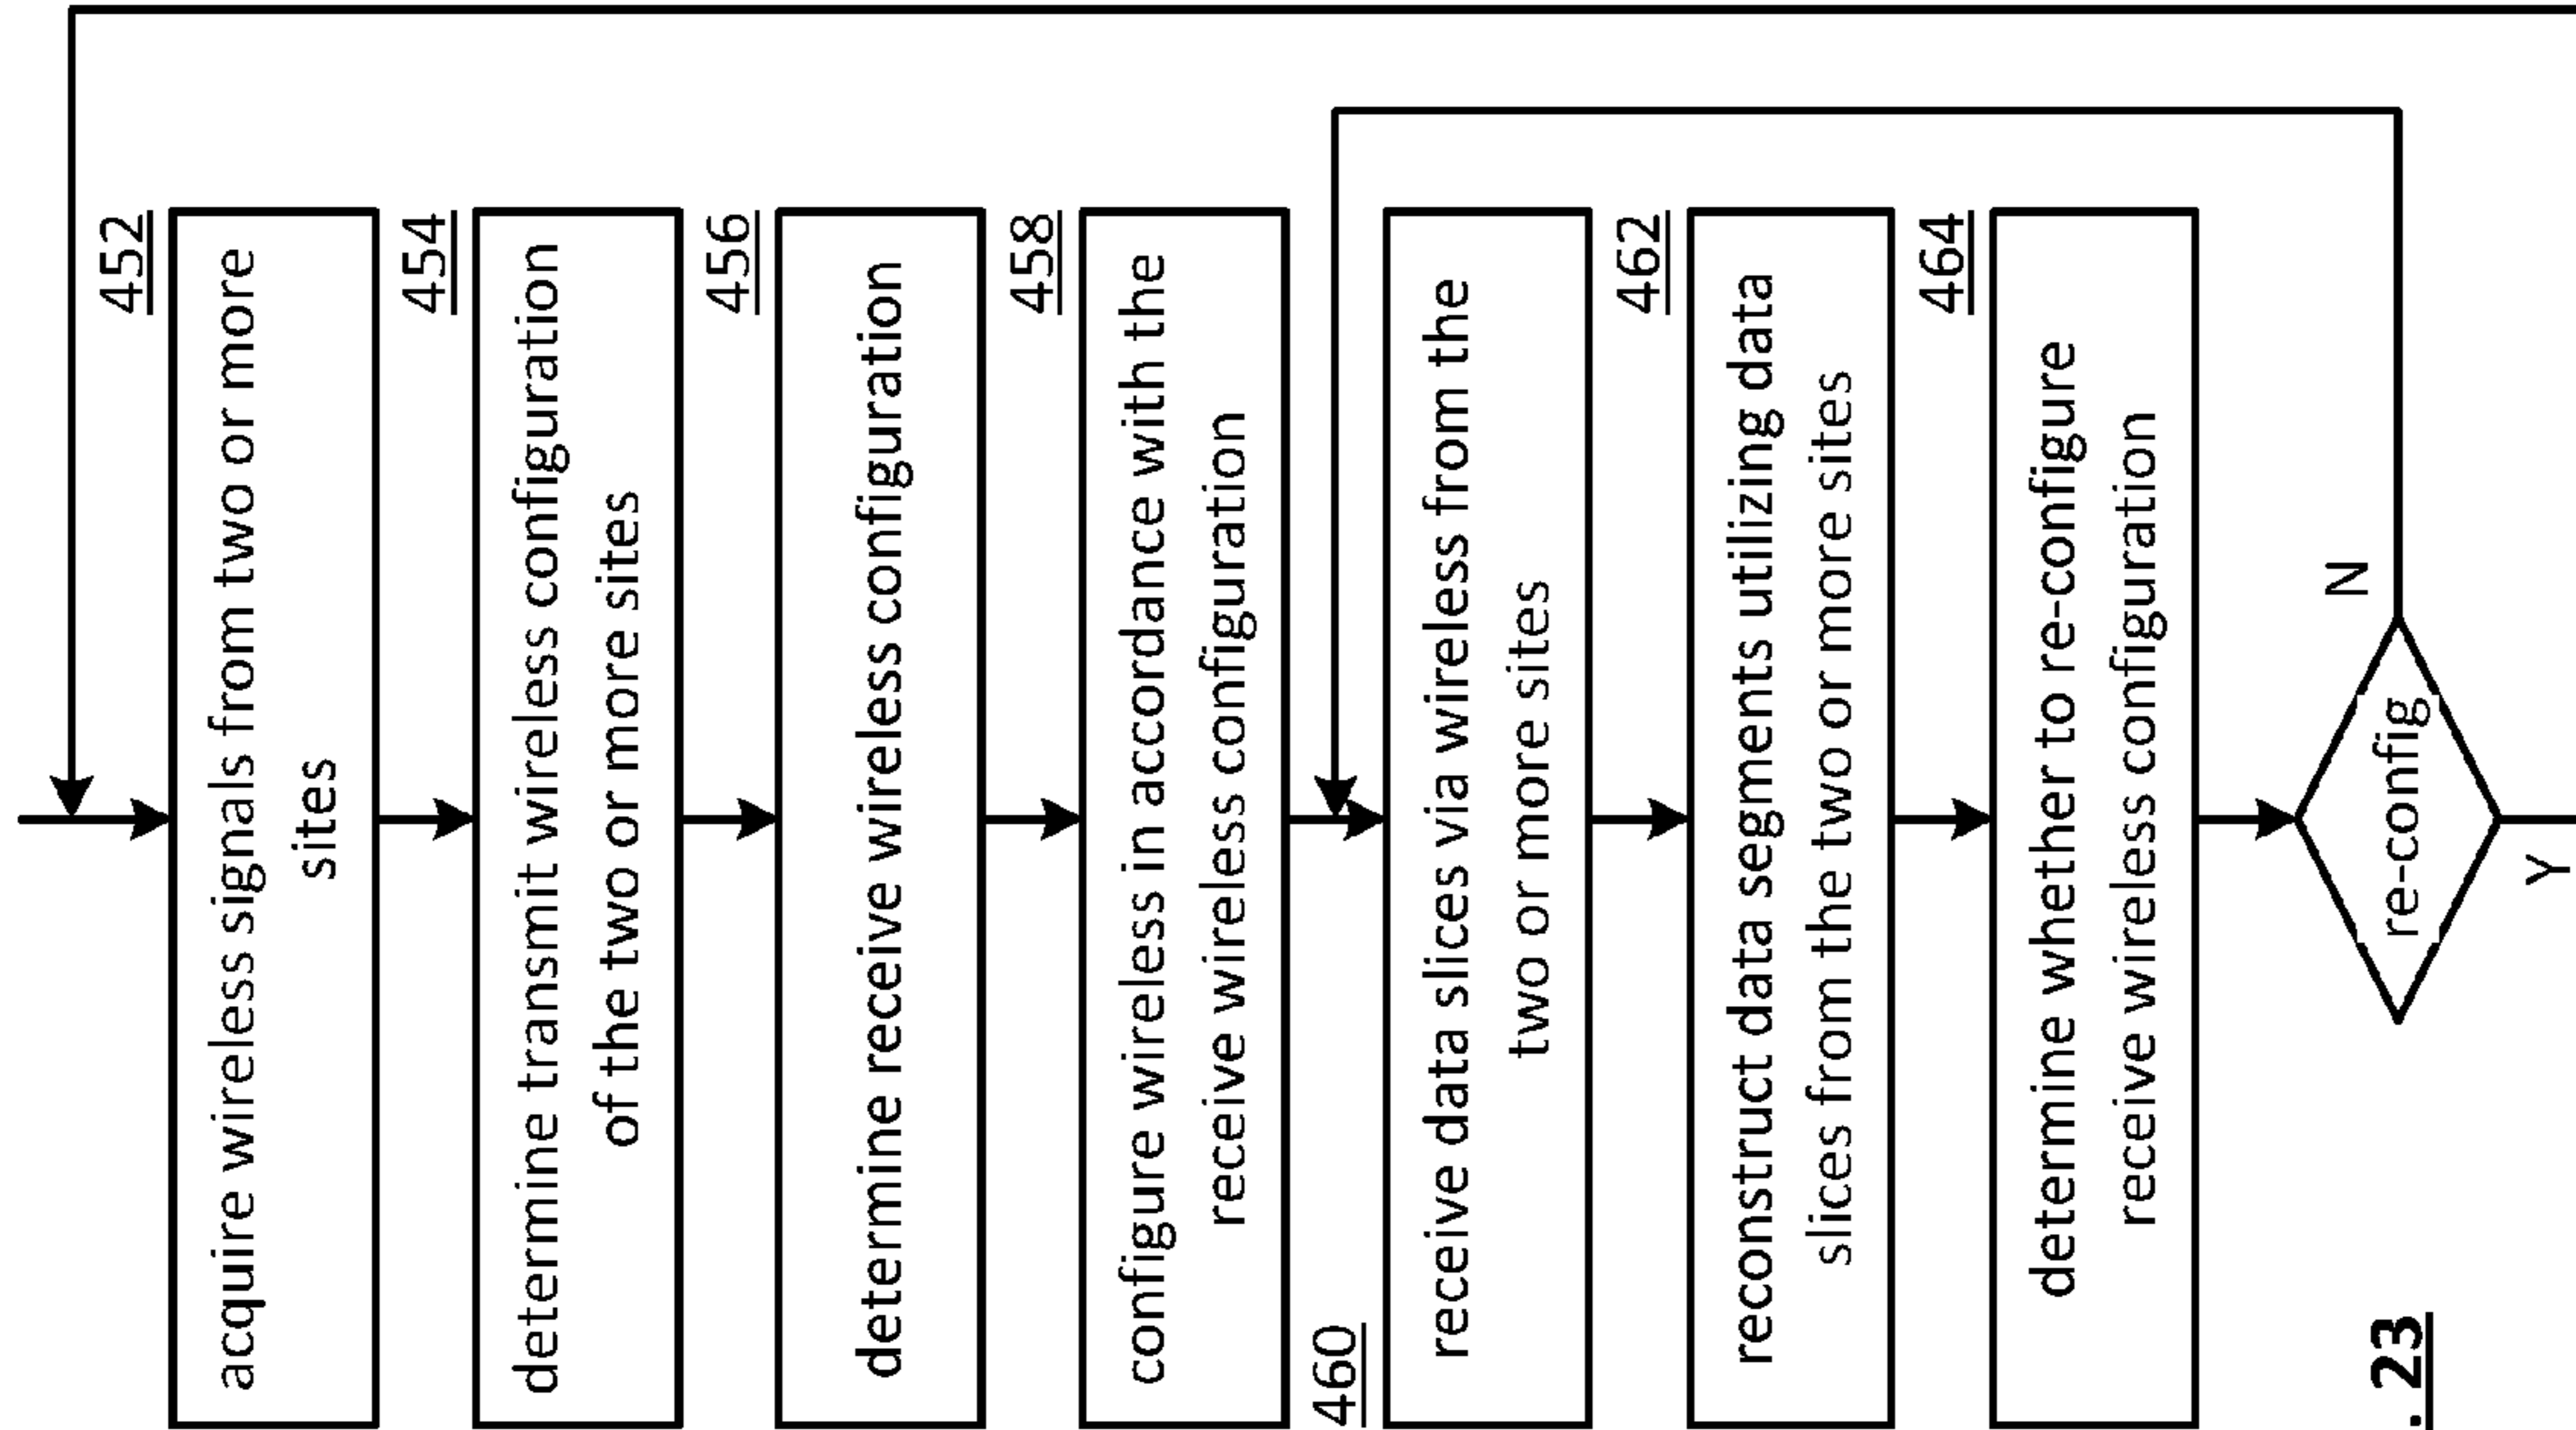 452
acquire wireless signals from two or more
sites
454
determine transmit wireless configuration
of the two or more sites
456
determine receive wireless configuration
458
configure wireless in accordance with the
receive wireless configuration
460
receive data slices via wireless from the
two or more sites
462
reconstruct data segments utilizing data
slices from the two or more sites
464
determine whether to re-configure
receive wireless configuration
re-config
N
Y
. 23